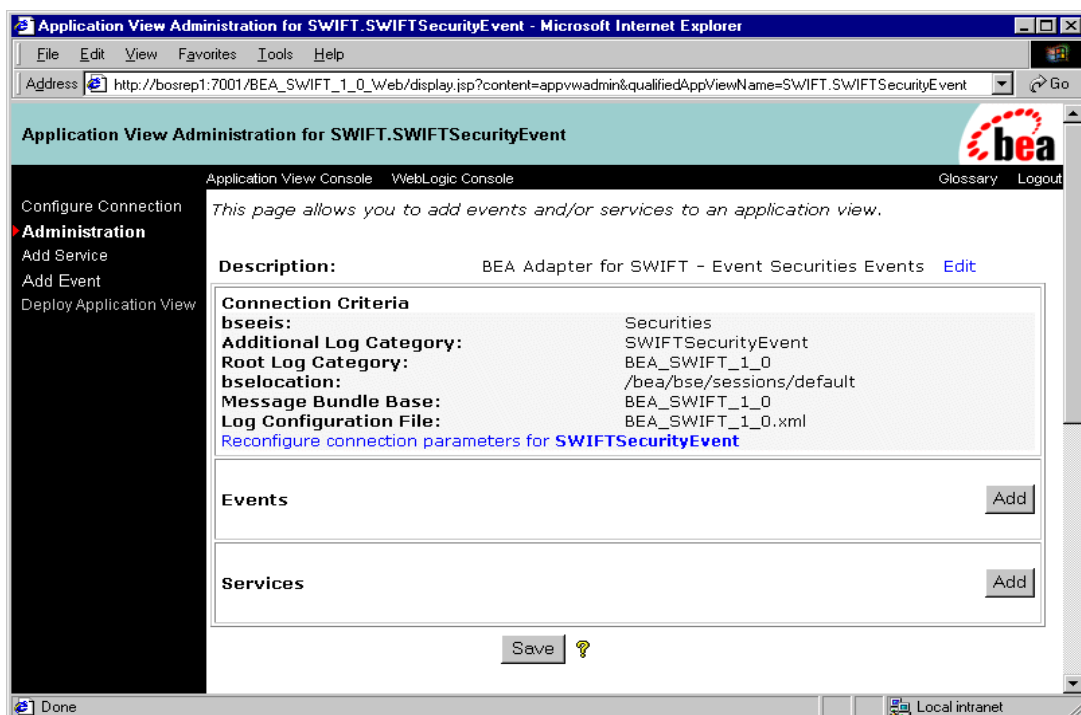 Application View Administration for SWIFT.SWIFTSecurityEvent - Microsoft Internet Explorer
File Edit View Favorites Tools Help
Address http://bosrep1:7001/BEA_SWIFT_1_0_Web/display.jsp?content=appvwadmin&qualifiedAppViewName=SWIFT.SWIFTSecurityEvent Go
Application View Administration for SWIFT.SWIFTSecurityEvent
bea
Application View Console WebLogic Console Glossary Logout
Configure Connection
Administration
Add Service
Add Event
Deploy Application View
This page allows you to add events and/or services to an application view.
Description: BEA Adapter for SWIFT - Event Securities Events Edit
Connection Criteria
bseeis: Securities
Additional Log Category: SWIFTSecurityEvent
Root Log Category: BEA_SWIFT_1_0
bselocation: /bea/bse/sessions/default
Message Bundle Base: BEA_SWIFT_1_0
Log Configuration File: BEA_SWIFT_1_0.xml
Reconfigure connection parameters for SWIFTSecurityEvent
Events Add
Services Add
Save ?
Done Local intranet